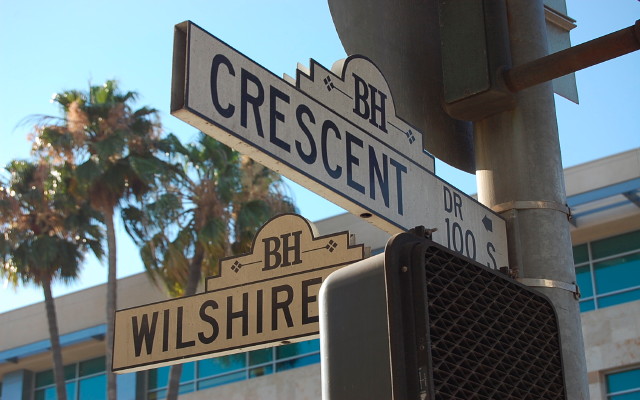 BH
CRESCENT DR
100 S
BH
WILSHIRE